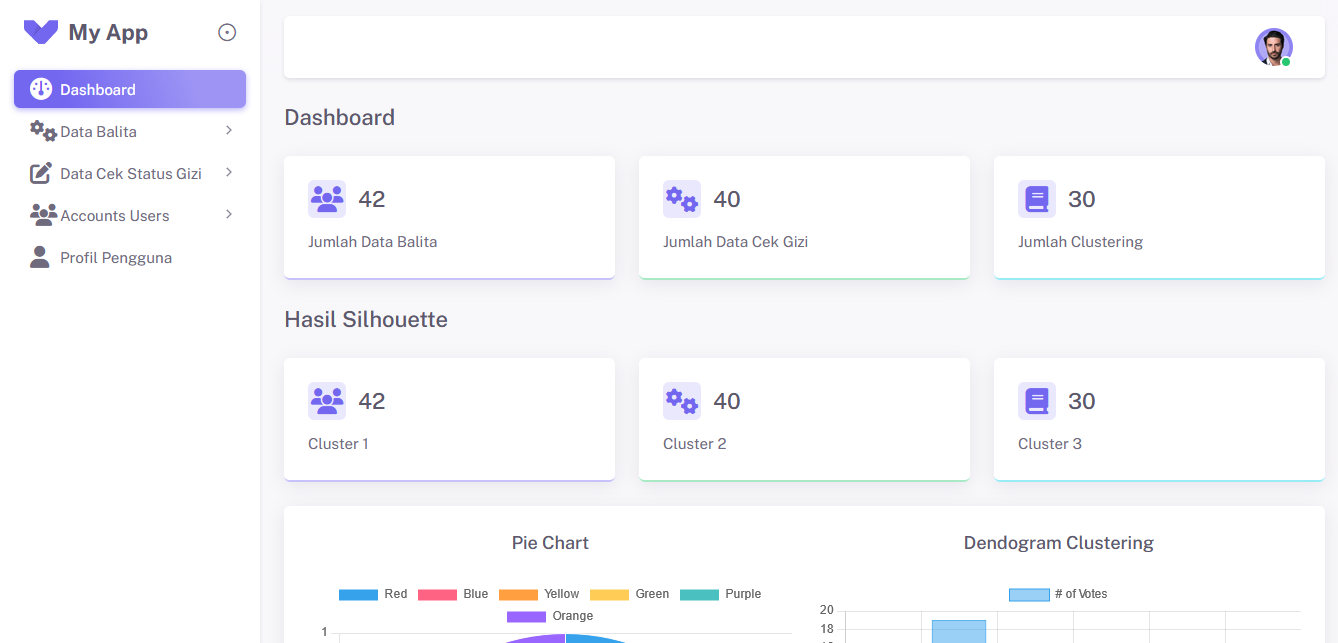 My App
Dashboard
Data Balita
Data Cek Status Gizi
Accounts Users
Profil Pengguna
Dashboard
42
Jumlah Data Balita
40
Jumlah Data Cek Gizi
30
Jumlah Clustering
Hasil Silhouette
42
Cluster 1
40
Cluster 2
30
Cluster 3
Pie Chart
Red Blue Yellow Green Purple
Orange
1
Dendogram Clustering
# of Votes
20
18